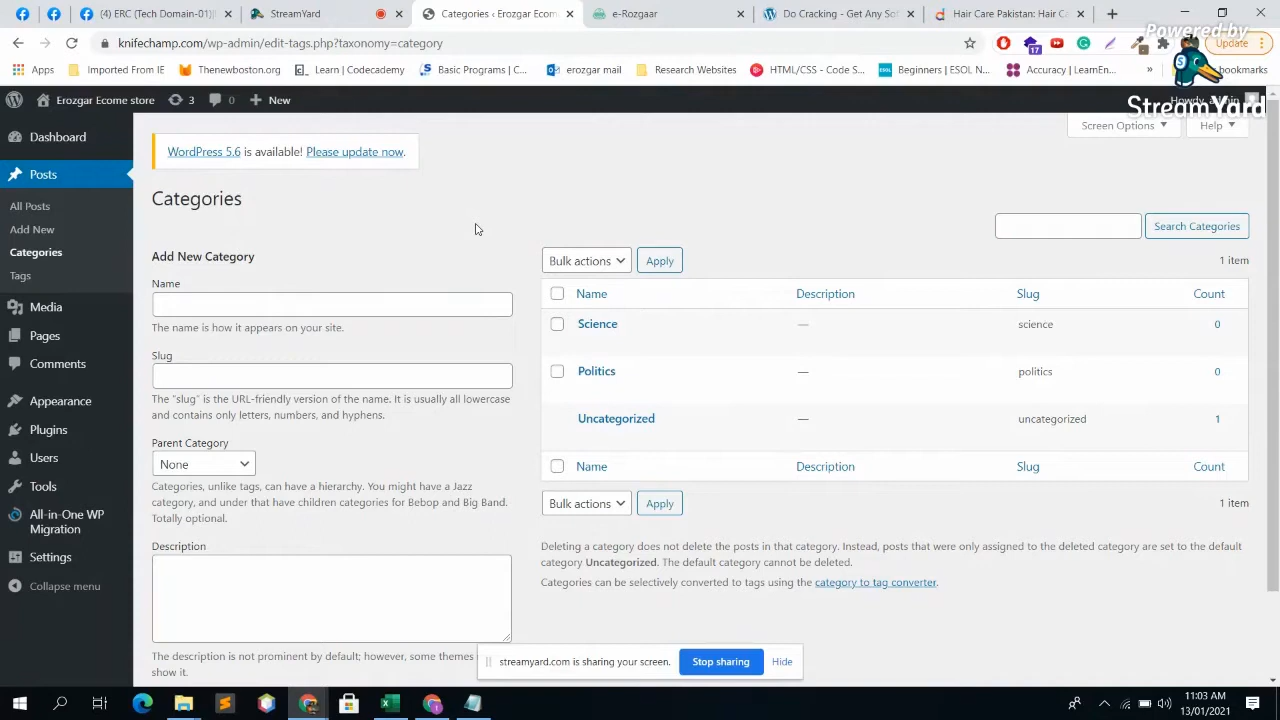 ERC (Tech Domain-01)
StreamYard
Categories ‹ Erozgar Ecom
e-Rozgaar
Do Cracking - Get Any Sof
Hair Care Pakistan: Hair C
Powered by
StreamYard
knifechamp.com/wp-admin/edit-tags.php?taxonomy=category
17
Update
Apps
Imported From IE
Thenewboston.org
Learn | Codecademy
Basic Programs | C...
erozgar mail
Research Websites
HTML/CSS - Code S...
Beginners | ESOL N...
Accuracy | LearnEn...
»
bookmarks
Erozgar Ecome store
3
0
New
Howdy, admin
Screen Options
Help
Dashboard
Posts
All Posts
Add New
Categories
Tags
Media
Pages
Comments
Appearance
Plugins
Users
Tools
All-in-One WP
Migration
Settings
Collapse menu
WordPress 5.6 is available! Please update now.
Categories
Search Categories
Add New Category
Name
The name is how it appears on your site.
Slug
The "slug" is the URL-friendly version of the name. It is usually all lowercase
and contains only letters, numbers, and hyphens.
Parent Category
None
Categories, unlike tags, can have a hierarchy. You might have a Jazz
category, and under that have children categories for Bebop and Big Band.
Totally optional.
Description
The description is not prominent by default; however, some themes
show it.
Bulk actions
Apply
1 item
Name Description Slug Count
Science — science 0
Politics — politics 0
Uncategorized — uncategorized 1
Name Description Slug Count
Bulk actions
Apply
1 item
Deleting a category does not delete the posts in that category. Instead, posts that were only assigned to the deleted category are set to the default
category Uncategorized. The default category cannot be deleted.
Categories can be selectively converted to tags using the category to tag converter.
streamyard.com is sharing your screen.
Stop sharing
Hide
11:03 AM
13/01/2021